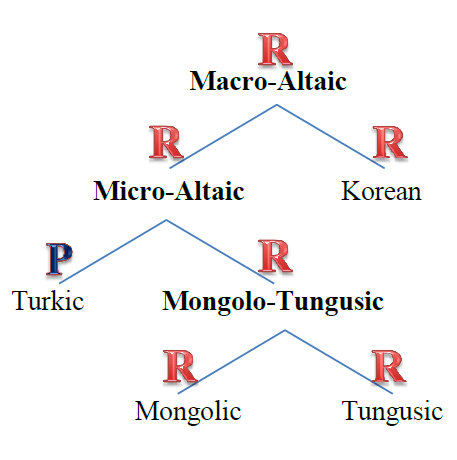 R
Macro-Altaic
R R
Micro-Altaic Korean
P R
Turkic Mongolo-Tungusic
R R
Mongolic Tungusic